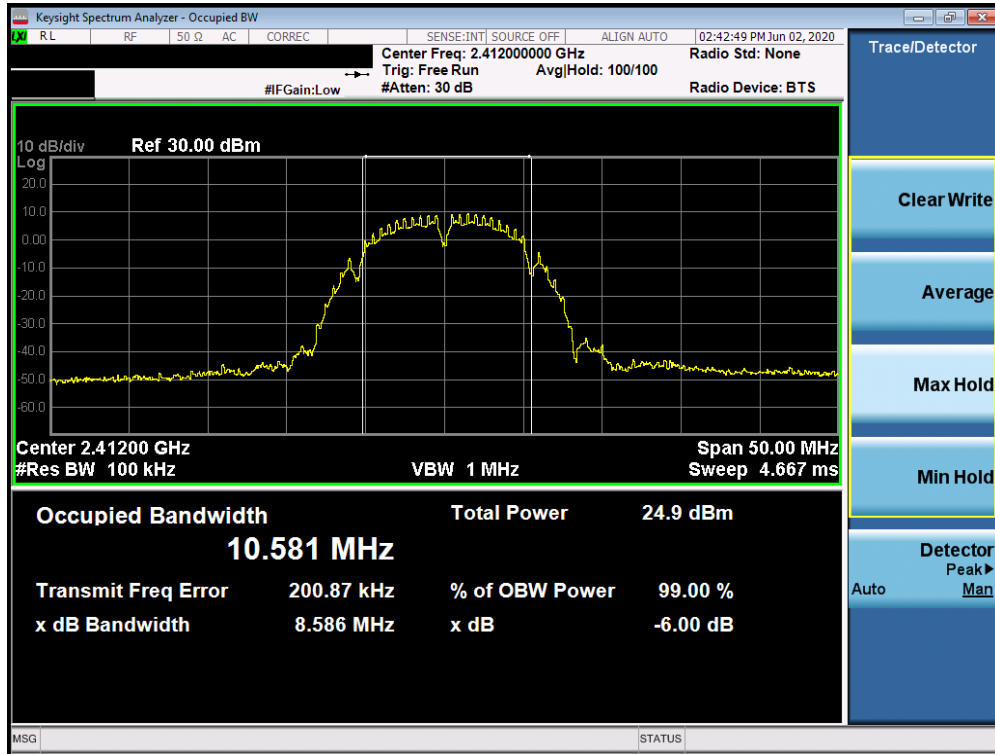 Keysight Spectrum Analyzer - Occupied BW
LXI RL RF 50 Ω AC CORREC SENSE:INT SOURCE OFF ALIGN AUTO 02:42:49 PM Jun 02, 2020
Center Freq: 2.412000000 GHz Radio Std: None
Trig: Free Run Avg|Hold: 100/100
#IFGain:Low #Atten: 30 dB Radio Device: BTS
10 dB/div Ref 30.00 dBm
Log
20.0
10.0
0.00
-10.0
-20.0
-30.0
-40.0
-50.0
-60.0
Center 2.41200 GHz Span 50.00 MHz
#Res BW 100 kHz VBW 1 MHz Sweep 4.667 ms
Occupied Bandwidth Total Power 24.9 dBm
10.581 MHz
Transmit Freq Error 200.87 kHz % of OBW Power 99.00 %
x dB Bandwidth 8.586 MHz x dB -6.00 dB
MSG STATUS
Trace/Detector
Clear Write
Average
Max Hold
Min Hold
Detector
Peak▶
Auto Man